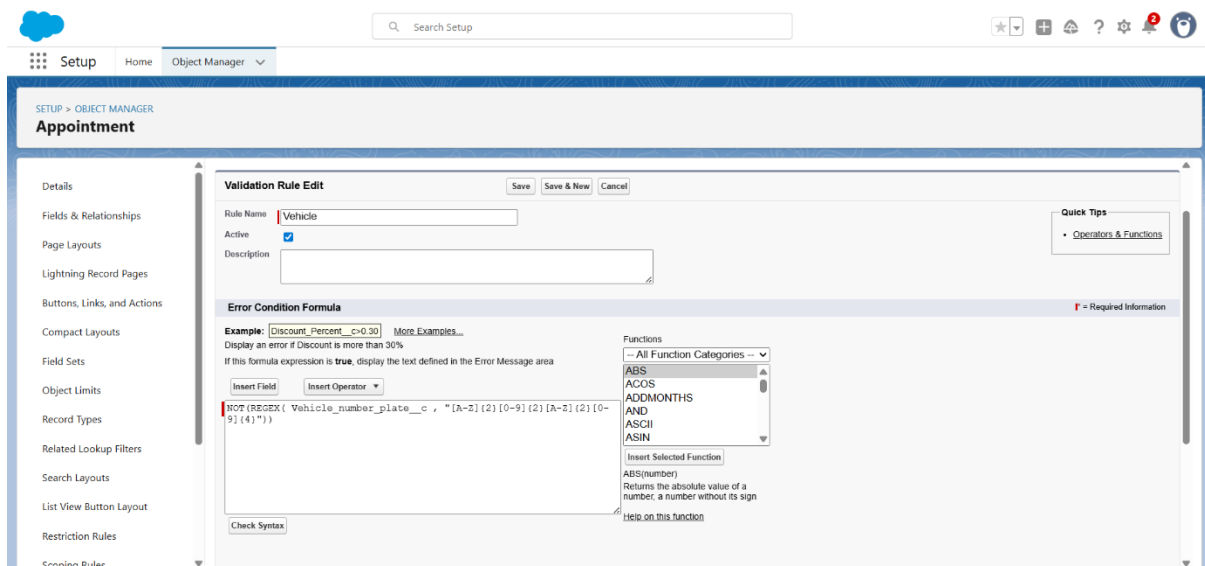 Search Setup
2
Setup
Home
Object Manager
SETUP > OBJECT MANAGER
Appointment
Details
Fields & Relationships
Page Layouts
Lightning Record Pages
Buttons, Links, and Actions
Compact Layouts
Field Sets
Object Limits
Record Types
Related Lookup Filters
Search Layouts
List View Button Layout
Restriction Rules
Scoping Rules
Validation Rule Edit
Save
Save & New
Cancel
Rule Name
Vehicle
Active
Description
Quick Tips
• Operators & Functions
Error Condition Formula
= Required Information
Example: Discount_Percent__c>0.30 More Examples...
Display an error if Discount is more than 30%
If this formula expression is true, display the text defined in the Error Message area
Insert Field
Insert Operator
NOT(REGEX( Vehicle_number_plate__c , "[A-Z]{2}[0-9]{2}[A-Z]{2}[0-
9]{4}"))
Check Syntax
Functions
-- All Function Categories --
ABS
ACOS
ADDMONTHS
AND
ASCII
ASIN
Insert Selected Function
ABS(number)
Returns the absolute value of a
number, a number without its sign
Help on this function